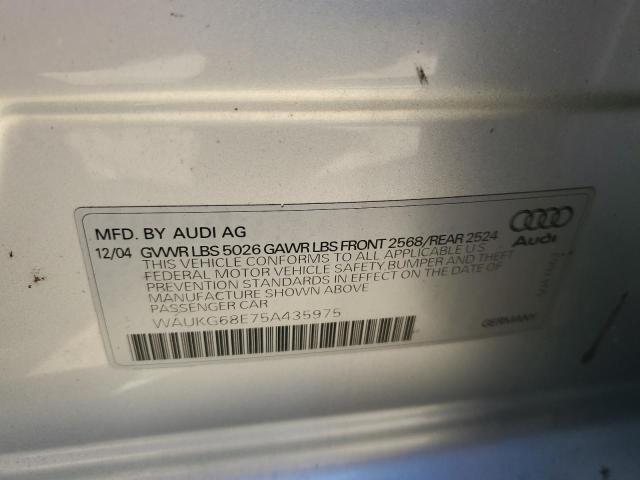 MFD. BY AUDI AG
12/04 GVWR LBS 5026 GAWR LBS FRONT 2568/REAR 2524
THIS VEHICLE CONFORMS TO ALL APPLICABLE U.S.
FEDERAL MOTOR VEHICLE SAFETY BUMPER AND THEFT
PREVENTION STANDARDS IN EFFECT ON THE DATE OF
MANUFACTURE SHOWN ABOVE
PASSENGER CAR
WAUKG68E75A435975
Audi
GERMANY